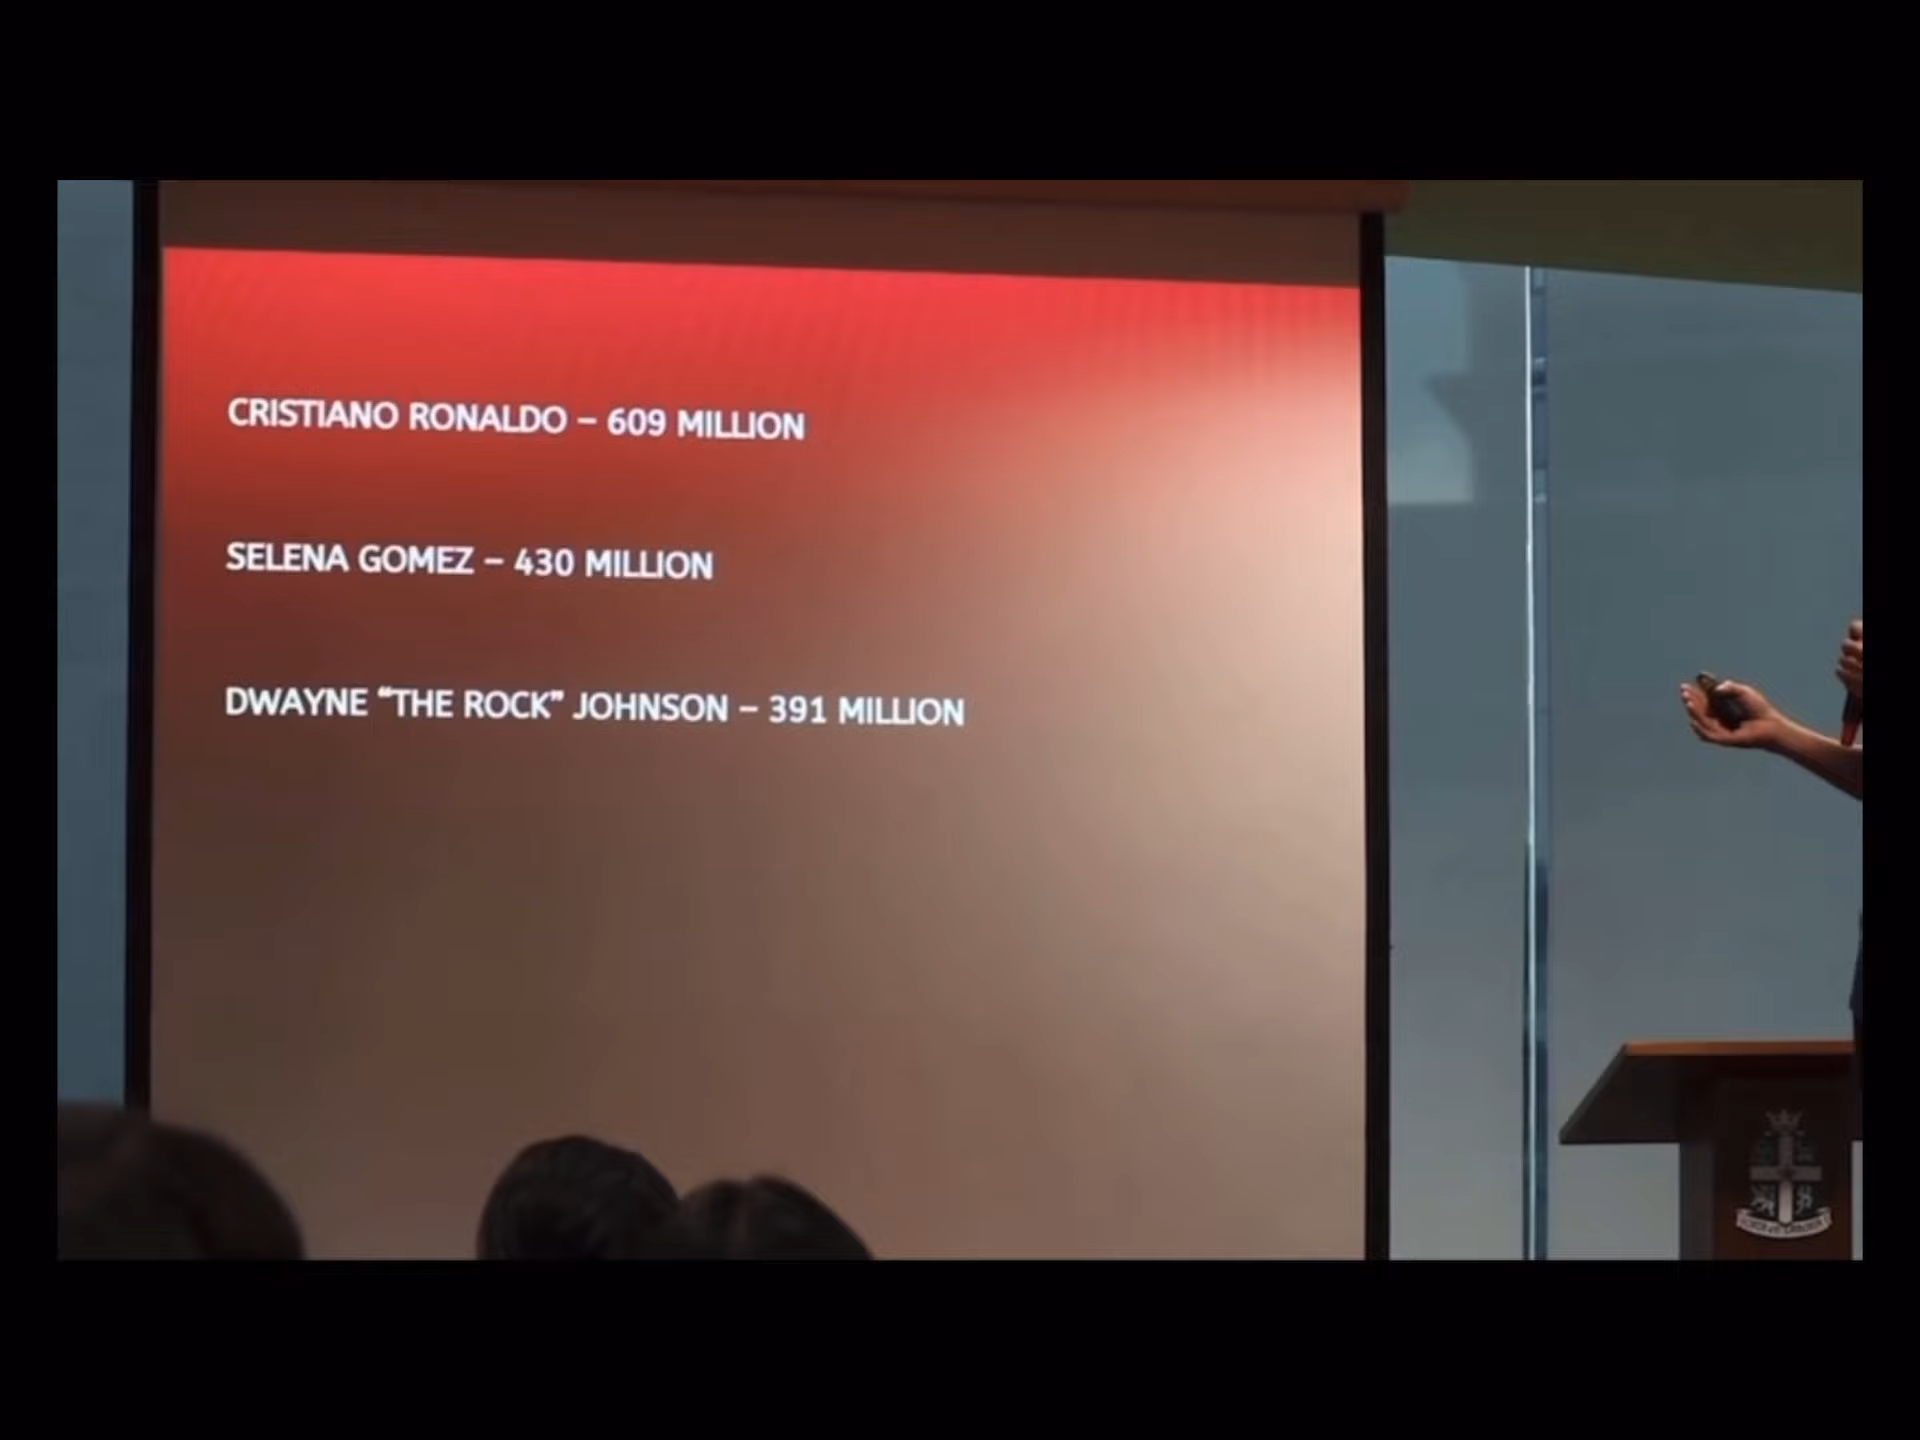 CRISTIANO RONALDO – 609 MILLION
SELENA GOMEZ – 430 MILLION
DWAYNE “THE ROCK” JOHNSON – 391 MILLION